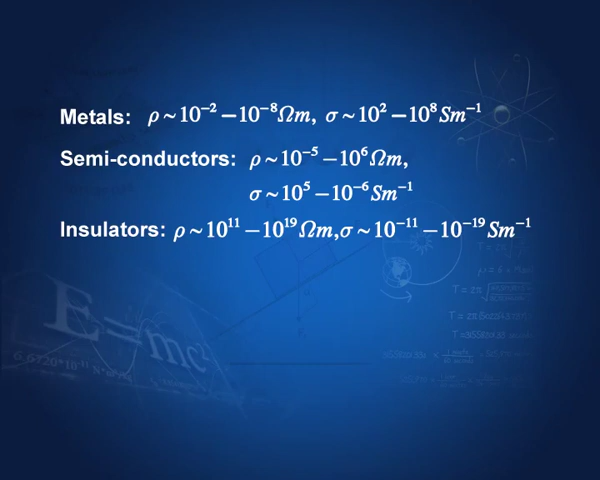 Metals: ρ ~ 10⁻² – 10⁻⁸ Ωm, σ ~ 10² – 10⁸ Sm⁻¹
Semi-conductors: ρ ~ 10⁻⁵ – 10⁶ Ωm,
σ ~ 10⁵ – 10⁻⁶ Sm⁻¹
Insulators: ρ ~ 10¹¹ – 10¹⁹ Ωm, σ ~ 10⁻¹¹ – 10⁻¹⁹ Sm⁻¹
E=mc²